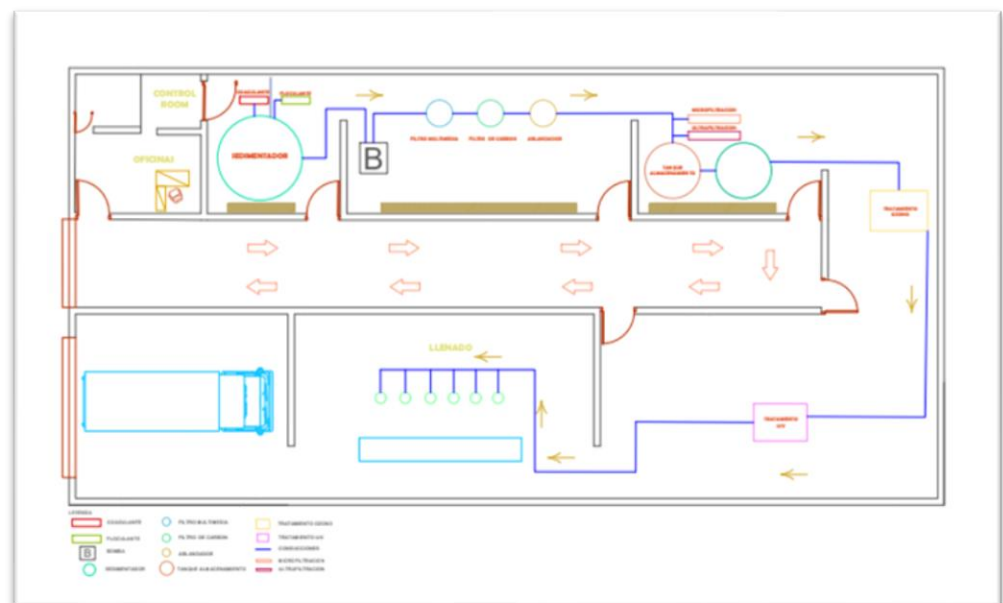 CONTROL
ROOM
COAGULANTE
FLOCULANTE
OFICINAS
SEDIMENTADOR
B
FILTRO MULTIMEDIA
FILTRO DE CARBON
ABLANDADOR
MICROFILTRACION
ULTRAFILTRACION
TANQUE
ALMACENAMIENTO
TRATAMIENTO
OZONO
LLENADO
TRATAMIENTO
LEYENDA
COAGULANTE
FLOCULANTE
B
BOMBA
SEDIMENTADOR
FILTRO MULTIMEDIA
FILTRO DE CARBON
ABLANDADOR
TANQUE ALMACENAMIENTO
TRATAMIENTO OZONO
TRATAMIENTO
CONEXIONES
MICROFILTRACION
ULTRAFILTRACION